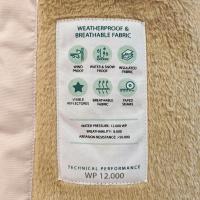 WEATHERPROOF &
BREATHABLE FABRIC
WIND PROOF
WATER & SNOW PROOF
INSULATED FABRIC
VISIBLE REFLECTORS
BREATHABLE FABRIC
TAPED SEAMS
WATER PRESSURE: 12.000 WP
BREATHABILITY: 8.000
ABRASION RESISTANCE: >50.000
TECHNICAL PERFORMANCE
WP 12.000